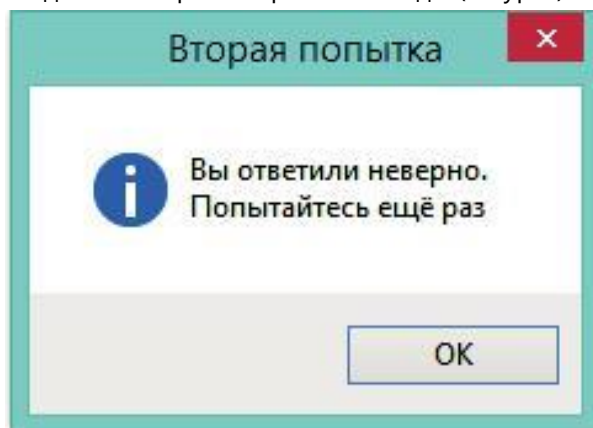 Вторая попытка
Вы ответили неверно.
Попытайтесь ещё раз
OK